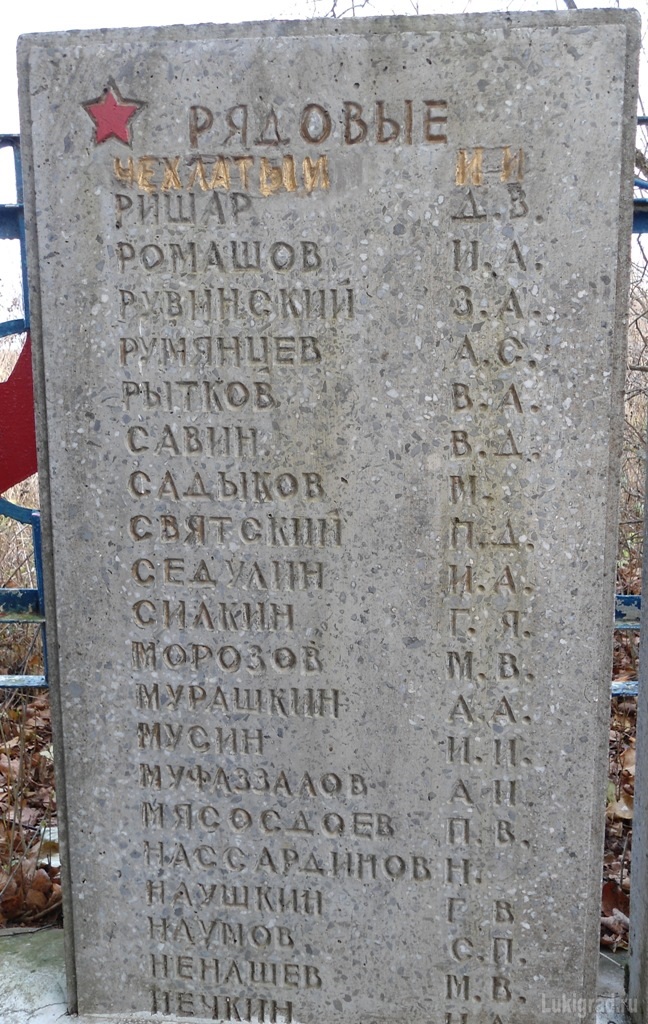 РЯДОВЫЕ
ЧЕХЛАТЫЙ И И
РИШАР Д.В.
РОМАШОВ И.А.
РУВИНСКИЙ З.А.
РУМЯНЦЕВ А.С.
РЫТКОВ В.А.
САВИН В.Д.
САДЫКОВ М.
СВЯТСКИЙ П.Д.
СЕДУЛИН И.А.
СИЛКИН Г.Я.
МОРОЗОВ М.В.
МУРАШКИН А.А.
МУСИН И.И.
МУФАЗЗАЛОВ А Н.
МЯСОСДОЕВ П.В.
НАССАРДИНОВ Н.
НАУШКИН Г В
НАУМОВ С.П.
НЕНАШЕВ М.В.
НЕЧКИН
Lukigrad.ru